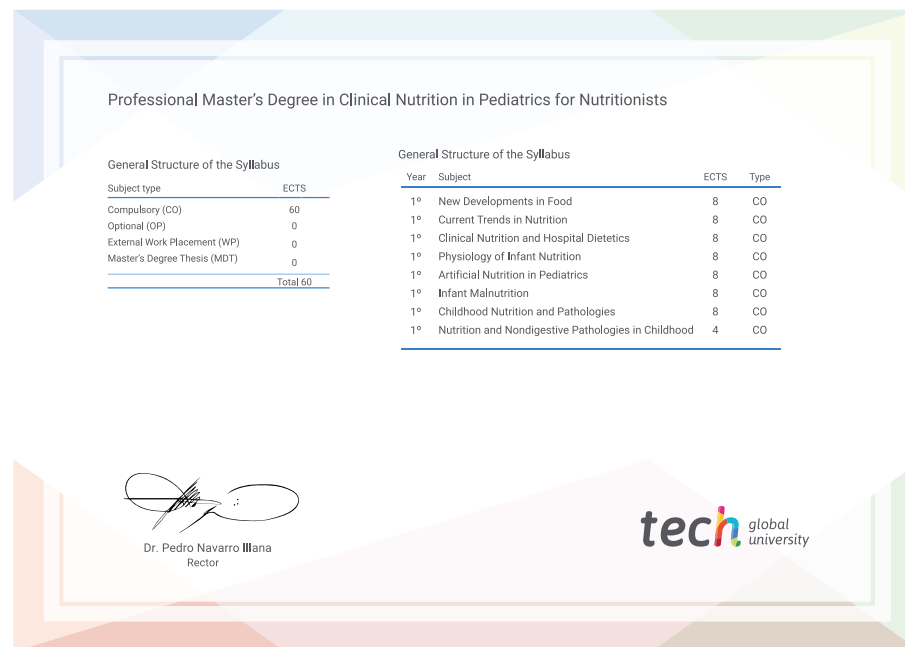 Professional Master's Degree in Clinical Nutrition in Pediatrics for Nutritionists
General Structure of the Syllabus
Subject type ECTS
Compulsory (CO) 60
Optional (OP) 0
External Work Placement (WP) 0
Master's Degree Thesis (MDT) 0
Total 60
General Structure of the Syllabus
Year Subject ECTS Type
1º New Developments in Food 8 CO
1º Current Trends in Nutrition 8 CO
1º Clinical Nutrition and Hospital Dietetics 8 CO
1º Physiology of Infant Nutrition 8 CO
1º Artificial Nutrition in Pediatrics 8 CO
1º Infant Malnutrition 8 CO
1º Childhood Nutrition and Pathologies 8 CO
1º Nutrition and Nondigestive Pathologies in Childhood 4 CO
Dr. Pedro Navarro Illana
Rector
tech global
university